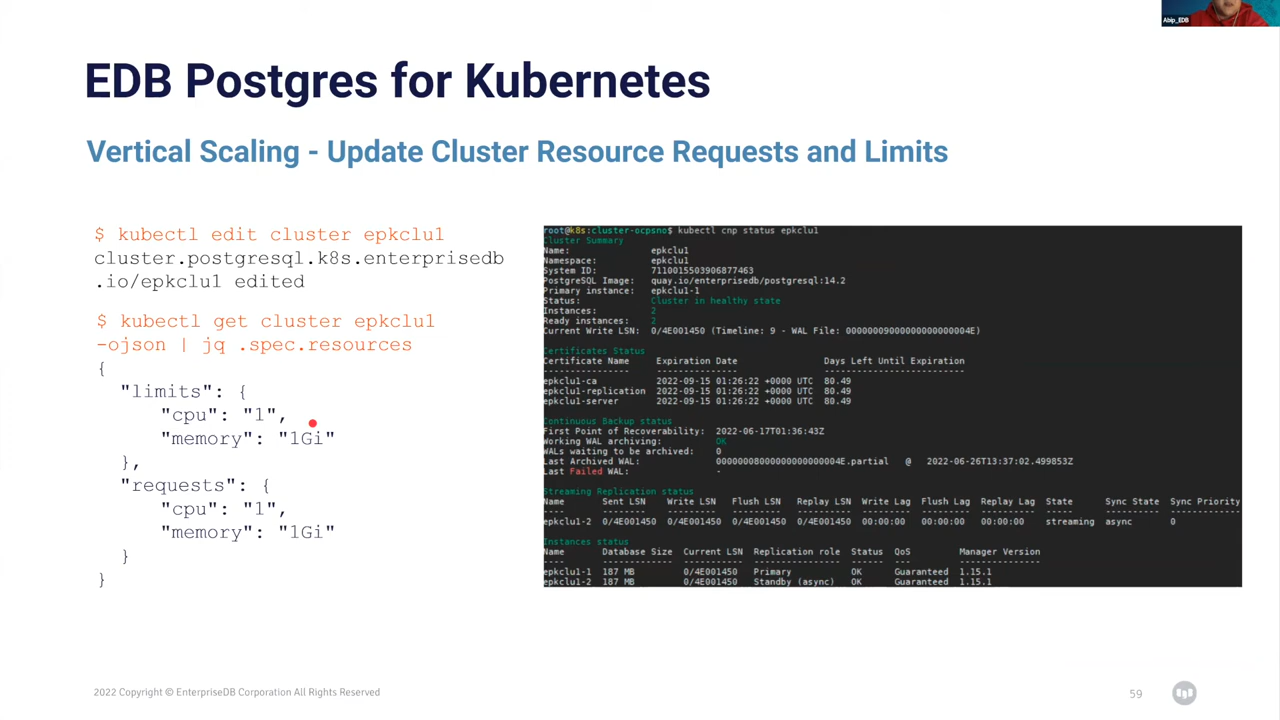 Abip_EDB
EDB Postgres for Kubernetes
Vertical Scaling - Update Cluster Resource Requests and Limits
$ kubectl edit cluster epkclu1
cluster.postgresql.k8s.enterprisedb
.io/epkclu1 edited
$ kubectl get cluster epkclu1
-ojson | jq .spec.resources
{
"limits": {
"cpu": "1",
"memory": "1Gi"
},
"requests": {
"cpu": "1",
"memory": "1Gi"
}
}
root@k8s:cluster-ocpsno$ kubectl cnp status epkclu1
Cluster Summary
Name: epkclu1
Namespace: epkclu1
System ID: 7110015503906877463
PostgreSQL Image: quay.io/enterprisedb/postgresql:14.2
Primary instance: epkclu1-1
Status: Cluster in healthy state
Instances: 2
Ready instances: 2
Current Write LSN: 0/4E001450 (Timeline: 9 - WAL File: 00000009000000000000004E)
Certificates Status
Certificate Name Expiration Date Days Left Until Expiration
---------------- --------------- --------------------------
epkclu1-ca 2022-09-15 01:26:22 +0000 UTC 80.49
epkclu1-replication 2022-09-15 01:26:22 +0000 UTC 80.49
epkclu1-server 2022-09-15 01:26:22 +0000 UTC 80.49
Continuous Backup status
First Point of Recoverability: 2022-06-17T01:36:43Z
Working WAL archiving: OK
WALs waiting to be archived: 0
Last Archived WAL: 00000008000000000000004E.partial @ 2022-06-26T13:37:02.499853Z
Last Failed WAL: -
Streaming Replication status
Name Sent LSN Write LSN Flush LSN Replay LSN Write Lag Flush Lag Replay Lag State Sync State Sync Priority
---- -------- --------- --------- ---------- --------- --------- ---------- ----- ---------- -------------
epkclu1-2 0/4E001450 0/4E001450 0/4E001450 0/4E001450 00:00:00 00:00:00 00:00:00 streaming async 0
Instances status
Name Database Size Current LSN Replication role Status QoS Manager Version
---- ------------- ----------- ---------------- ------ --- ---------------
epkclu1-1 187 MB 0/4E001450 Primary OK Guaranteed 1.15.1
epkclu1-2 187 MB 0/4E001450 Standby (async) OK Guaranteed 1.15.1
2022 Copyright © EnterpriseDB Corporation All Rights Reserved
59